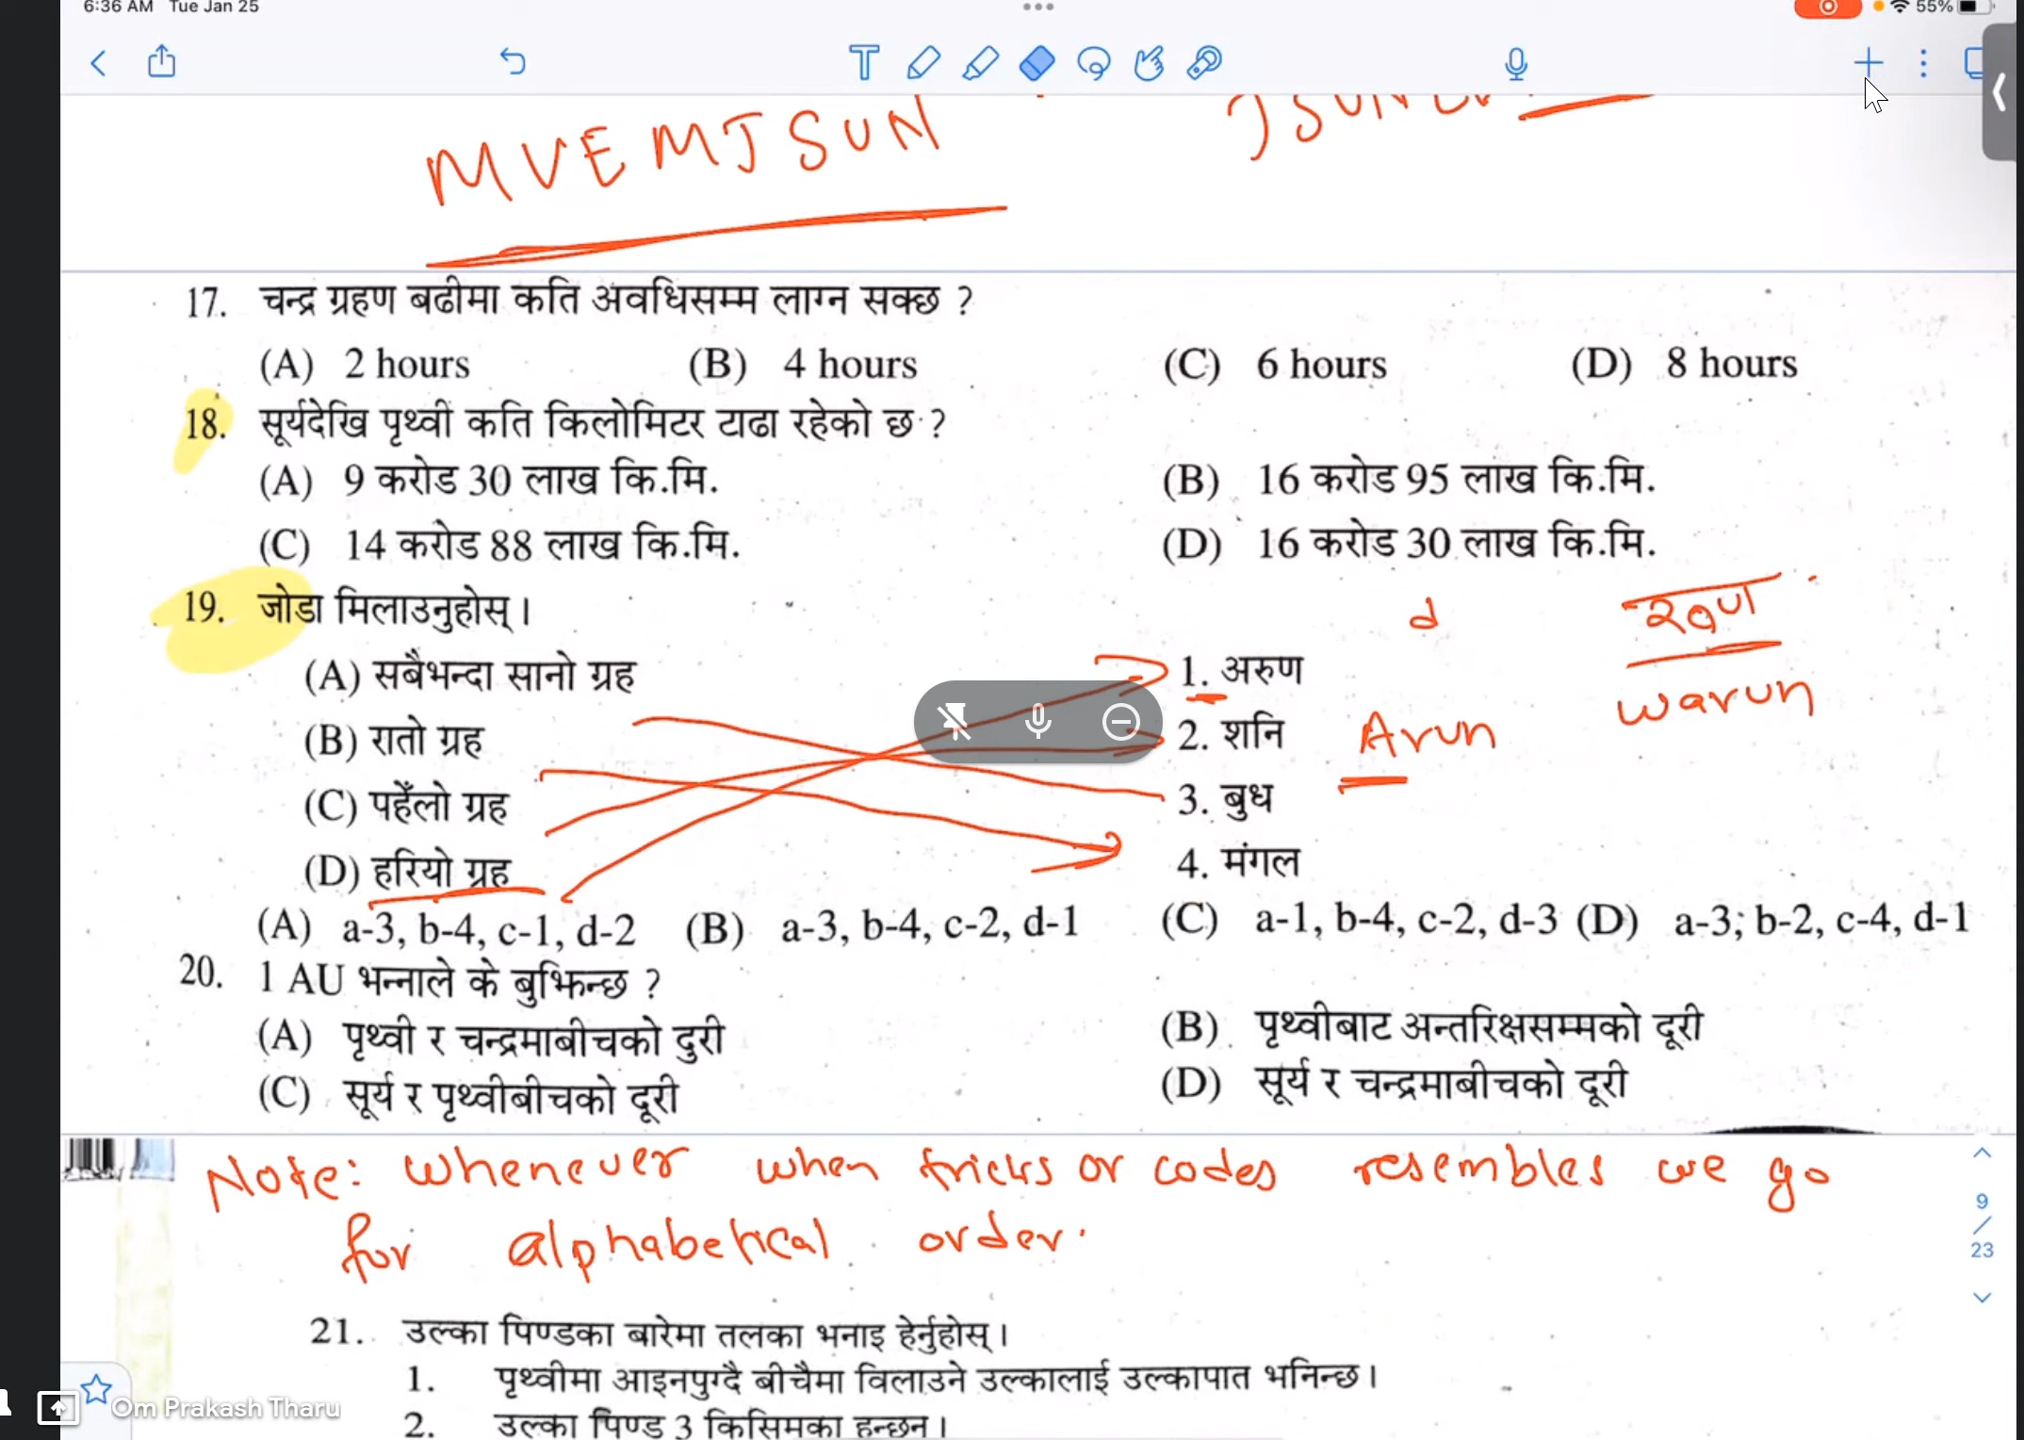 6:36 AM Tue Jan 25
55%
MVEMJSUN
17. चन्द्र ग्रहण बढीमा कति अवधिसम्म लाग्न सक्छ ?
(A) 2 hours (B) 4 hours (C) 6 hours (D) 8 hours
18. सूर्यदेखि पृथ्वी कति किलोमिटर टाढा रहेको छ ?
(A) 9 करोड 30 लाख कि.मि. (B) 16 करोड 95 लाख कि.मि.
(C) 14 करोड 88 लाख कि.मि. (D) 16 करोड 30 लाख कि.मि.
19. जोडा मिलाउनुहोस् ।
d
(A) सबैभन्दा सानो ग्रह 1. अरुण
warun
(B) रातो ग्रह 2. शनि Arun
(C) पहेँलो ग्रह 3. बुध
(D) हरियो ग्रह 4. मंगल
(A) a-3, b-4, c-1, d-2 (B) a-3, b-4, c-2, d-1 (C) a-1, b-4, c-2, d-3 (D) a-3; b-2, c-4, d-1
20. 1 AU भन्नाले के बुझिन्छ ?
(A) पृथ्वी र चन्द्रमाबीचको दुरी (B) पृथ्वीबाट अन्तरिक्षसम्मको दूरी
(C) सूर्य र पृथ्वीबीचको दूरी (D) सूर्य र चन्द्रमाबीचको दूरी
Note: Whenever when tricks or codes resembles we go
for alphabetical order.
9
/
23
21. उल्का पिण्डका बारेमा तलका भनाइ हेर्नुहोस् ।
1. पृथ्वीमा आइनपुग्दै बीचैमा विलाउने उल्कालाई उल्कापात भनिन्छ ।
2. उल्का पिण्ड 3 किसिमका हुन्छन् ।
Om Prakash Tharu